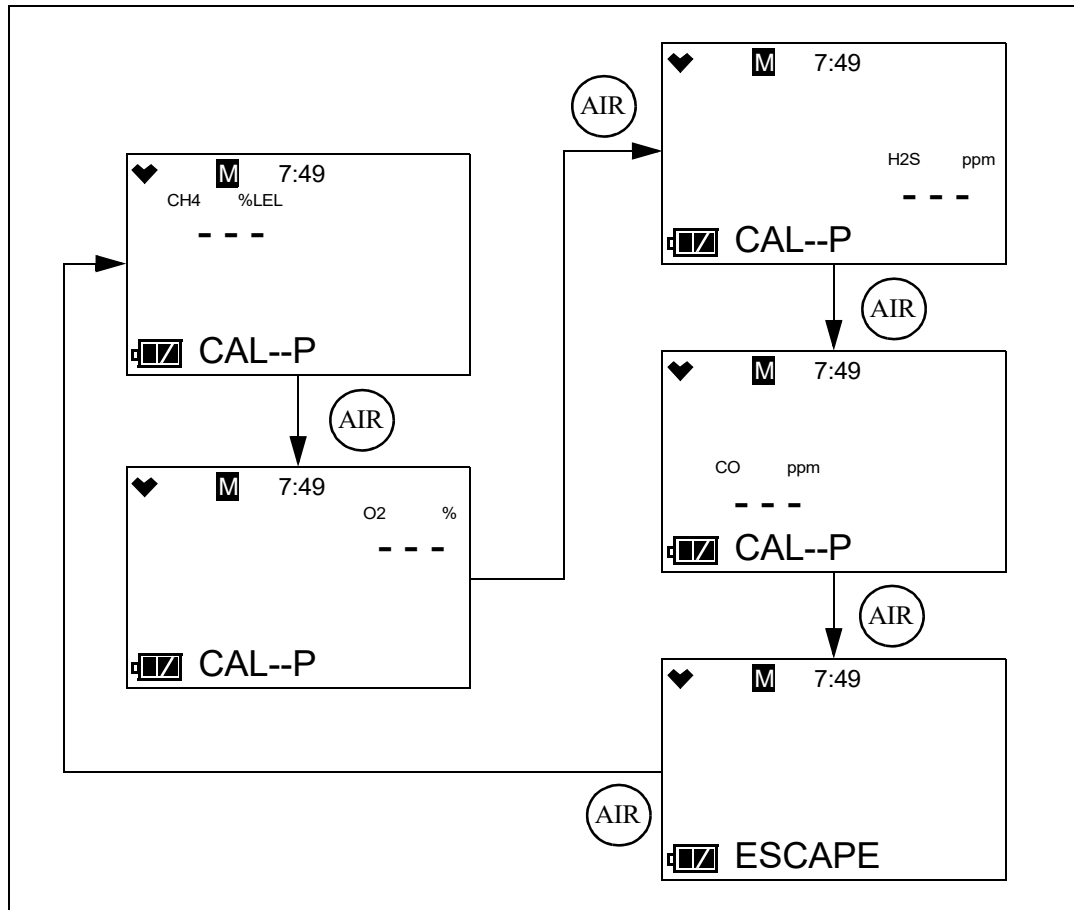 M 7:49
CH4 %LEL
- - -
CAL--P
AIR
M 7:49
O2 %
- - -
CAL--P
AIR
M 7:49
H2S ppm
- - -
CAL--P
AIR
M 7:49
CO ppm
- - -
CAL--P
AIR
M 7:49
ESCAPE
AIR